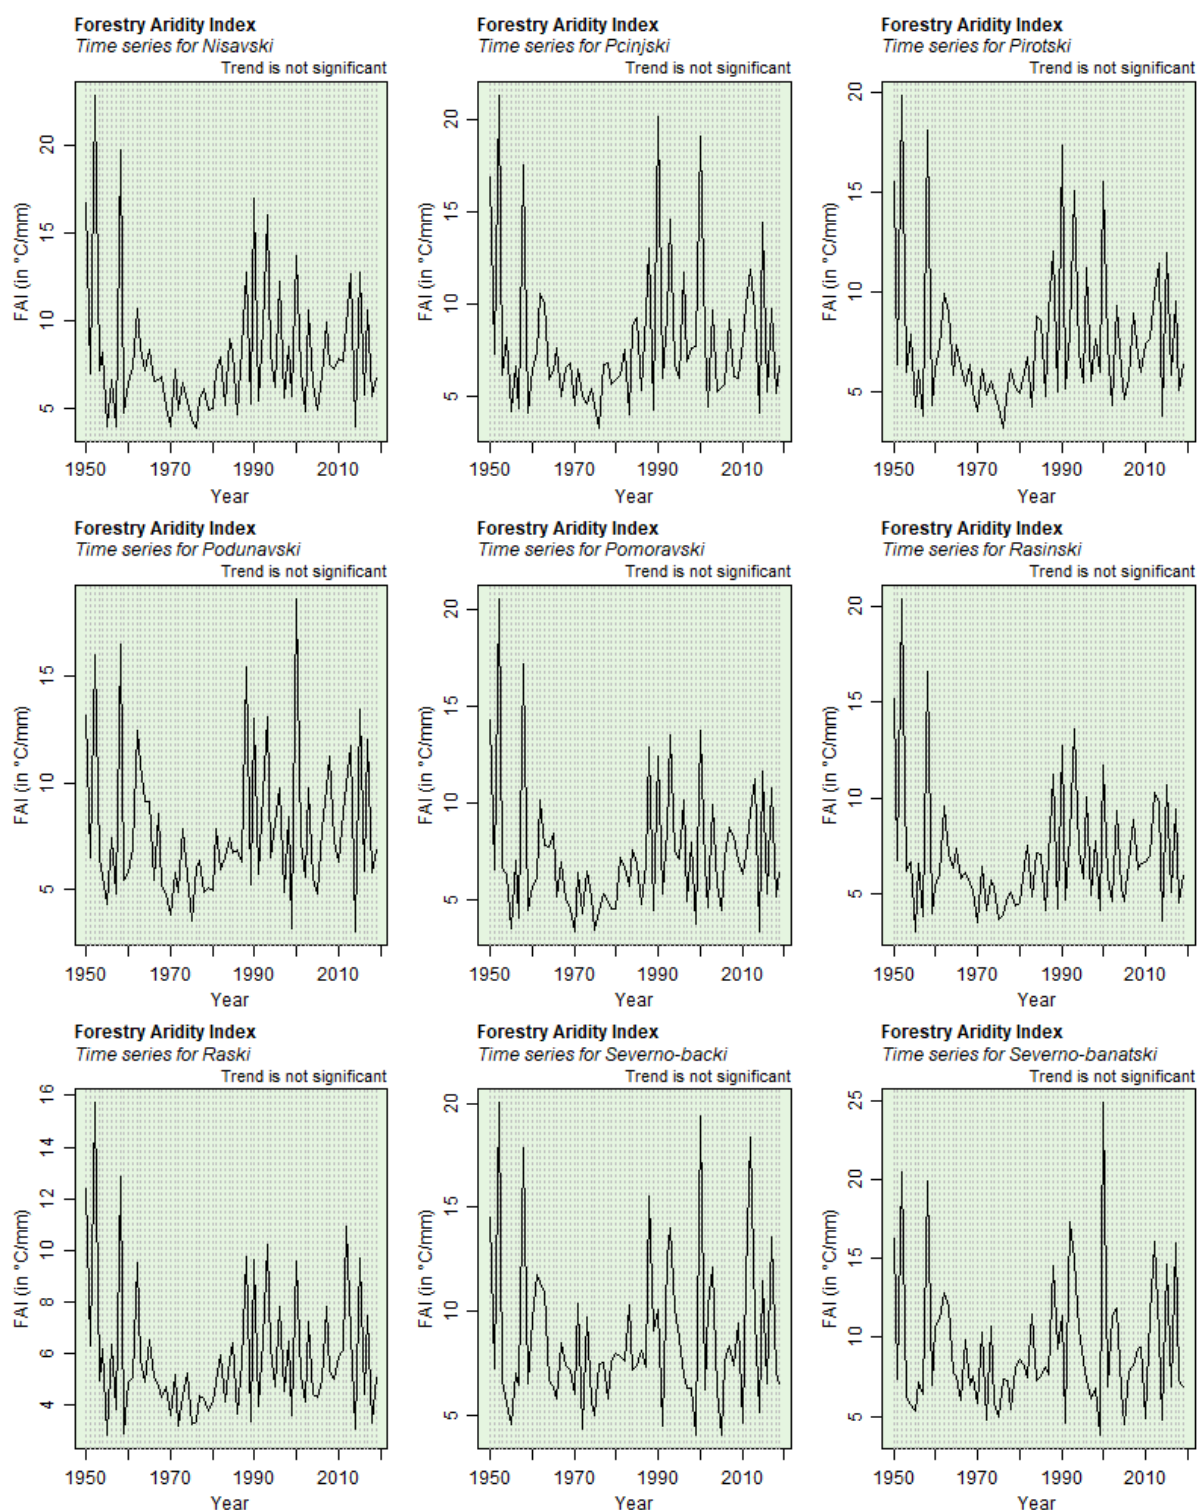 Forestry Aridity Index
Time series for Nisavski
Trend is not significant
FAI (in °C/mm)
20
15
10
5
1950 1970 1990 2010
Year
Forestry Aridity Index
Time series for Pcinjski
Trend is not significant
FAI (in °C/mm)
20
15
10
5
1950 1970 1990 2010
Year
Forestry Aridity Index
Time series for Pirotski
Trend is not significant
FAI (in °C/mm)
20
15
10
5
1950 1970 1990 2010
Year
Forestry Aridity Index
Time series for Podunavski
Trend is not significant
FAI (in °C/mm)
15
10
5
1950 1970 1990 2010
Year
Forestry Aridity Index
Time series for Pomoravski
Trend is not significant
FAI (in °C/mm)
20
15
10
5
1950 1970 1990 2010
Year
Forestry Aridity Index
Time series for Rasinski
Trend is not significant
FAI (in °C/mm)
20
15
10
5
1950 1970 1990 2010
Year
Forestry Aridity Index
Time series for Raski
Trend is not significant
FAI (in °C/mm)
16
14
12
10
8
6
4
1950 1970 1990 2010
Year
Forestry Aridity Index
Time series for Severno-backi
Trend is not significant
FAI (in °C/mm)
20
15
10
5
1950 1970 1990 2010
Year
Forestry Aridity Index
Time series for Severno-banatski
Trend is not significant
FAI (in °C/mm)
25
20
15
10
5
1950 1970 1990 2010
Year